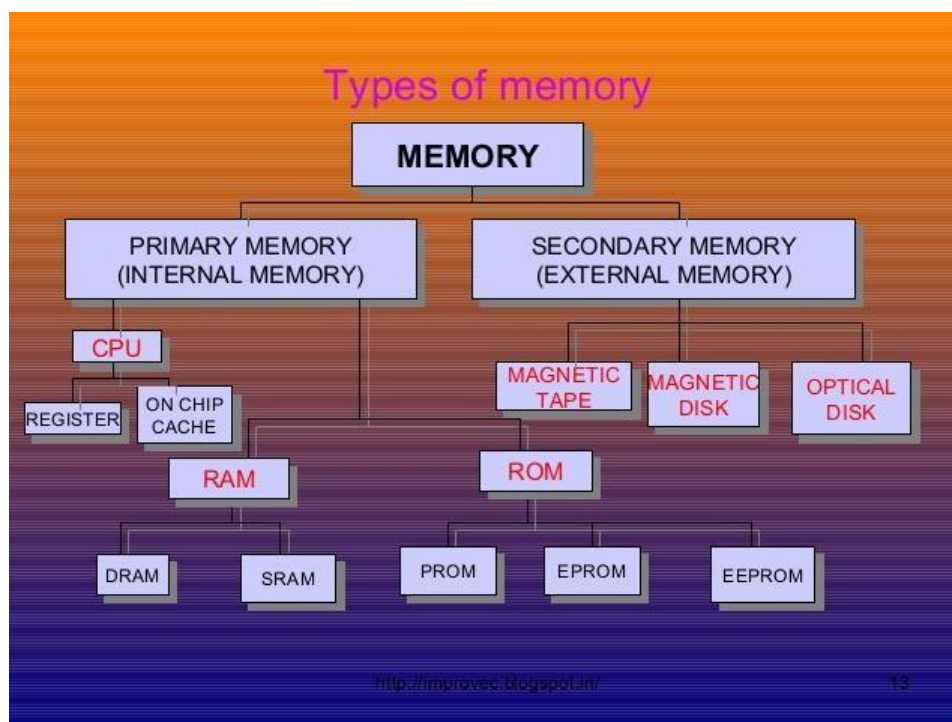 Types of memory
MEMORY
PRIMARY MEMORY
(INTERNAL MEMORY)
SECONDARY MEMORY
(EXTERNAL MEMORY)
CPU
REGISTER
ON CHIP
CACHE
MAGNETIC
TAPE
MAGNETIC
DISK
OPTICAL
DISK
RAM
ROM
DRAM
SRAM
PROM
EPROM
EEPROM
http://improvec.blogspot.in/
13